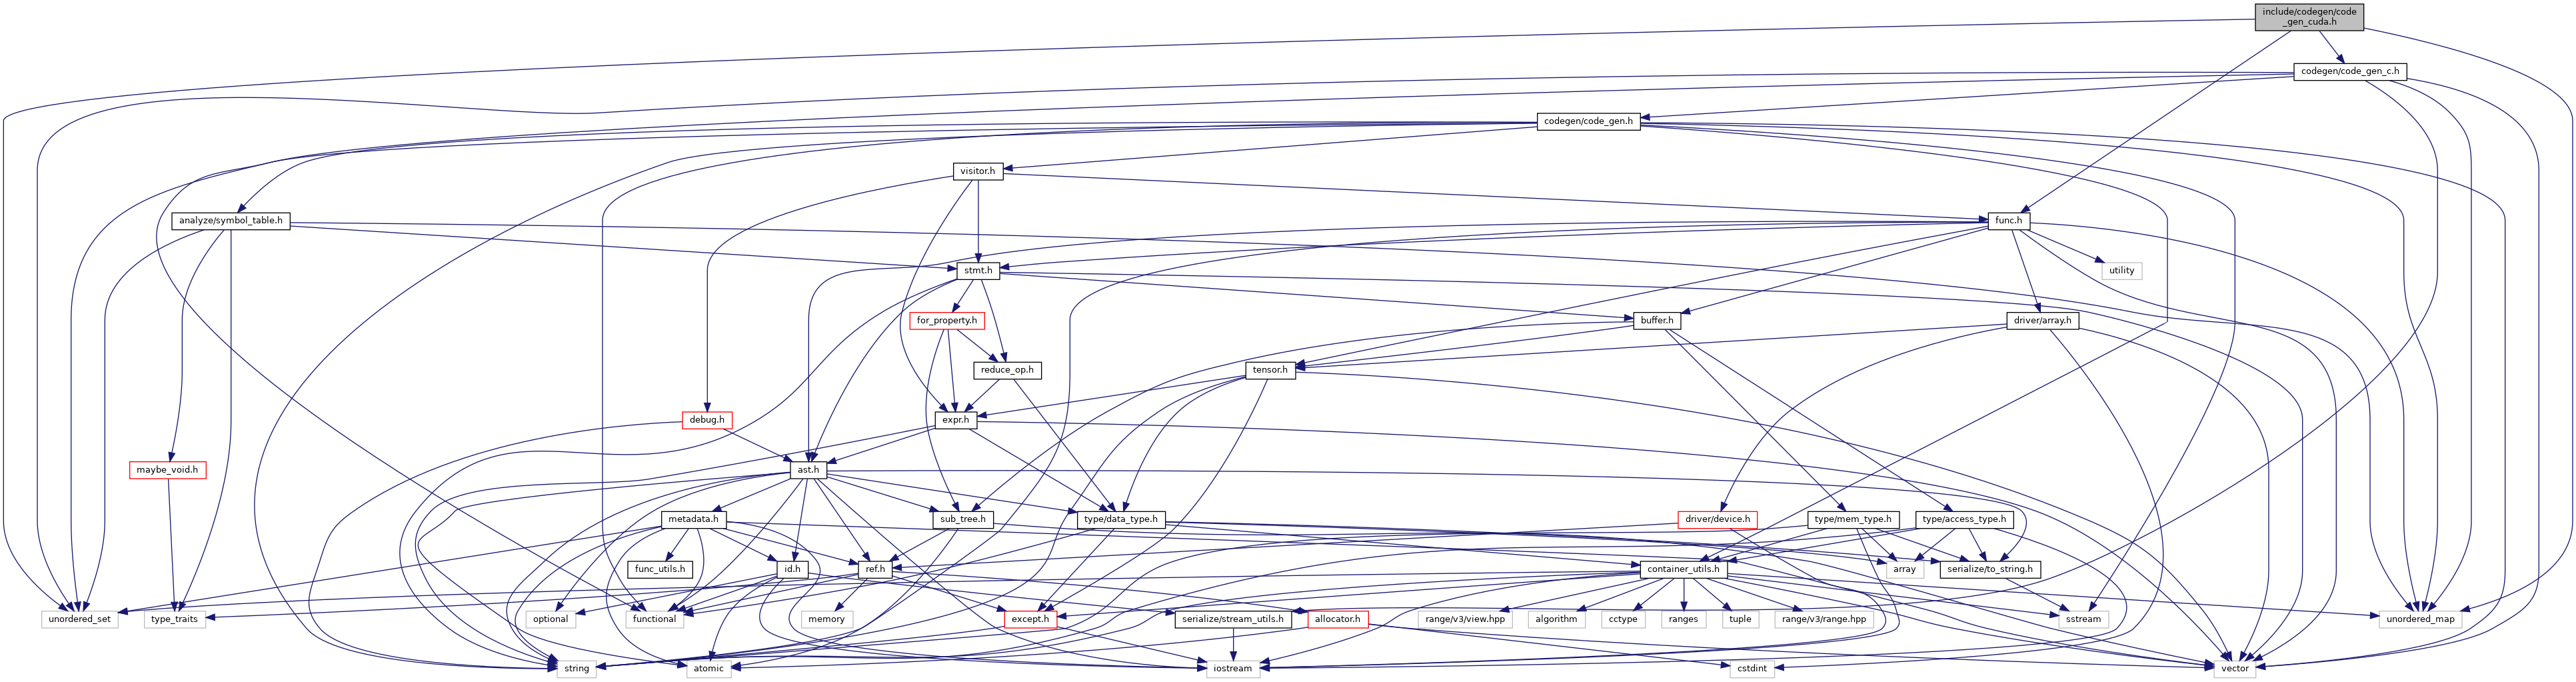 include/codegen/code
_gen_cuda.h
codegen/code_gen_c.h
codegen/code_gen.h
visitor.h
analyze/symbol_table.h
func.h
stmt.h
utility
for_property.h
buffer.h
driver/array.h
reduce_op.h
tensor.h
debug.h
expr.h
maybe_void.h
ast.h
metadata.h
sub_tree.h
type/data_type.h
driver/device.h
type/mem_type.h
type/access_type.h
func_utils.h
id.h
ref.h
container_utils.h
array
serialize/to_string.h
unordered_set
type_traits
optional
functional
memory
except.h
serialize/stream_utils.h
allocator.h
range/v3/view.hpp
algorithm
cctype
ranges
tuple
range/v3/range.hpp
sstream
unordered_map
string
atomic
iostream
cstdint
vector